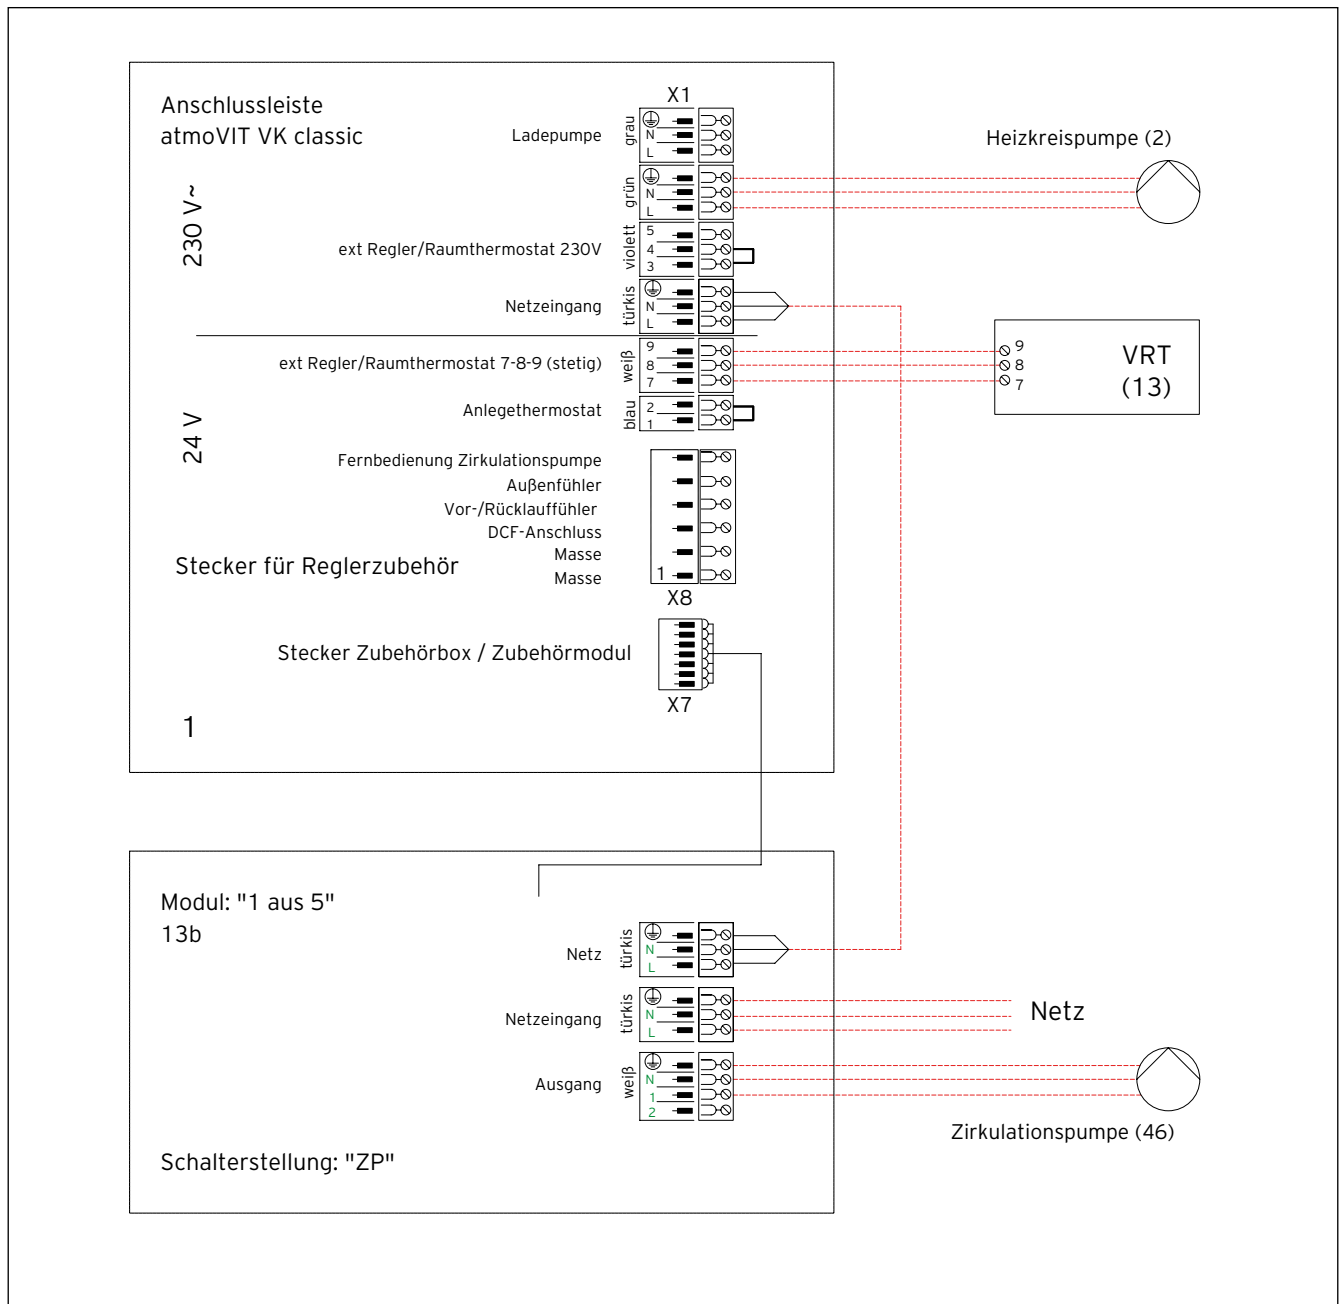 X1
Anschlussleiste
atmoVIT VK classic
230 V~
24 V
Ladepumpe
grau
N
L
grün
N
L
Heizkreispumpe (2)
ext Regler/Raumthermostat 230V
violett
5
4
3
Netzeingang
türkis
N
L
ext Regler/Raumthermostat 7-8-9 (stetig)
weiß
9
8
7
9
8
7
VRT
(13)
Anlegethermostat
blau
2
1
Fernbedienung Zirkulationspumpe
Außenfühler
Vor-/Rücklauffühler
DCF-Anschluss
Masse
Masse
1
Stecker für Reglerzubehör
X8
Stecker Zubehörbox / Zubehörmodul
X7
1
Modul: "1 aus 5"
13b
Netz
türkis
N
L
Netzeingang
türkis
N
L
Netz
Ausgang
weiß
N
1
2
Zirkulationspumpe (46)
Schalterstellung: "ZP"